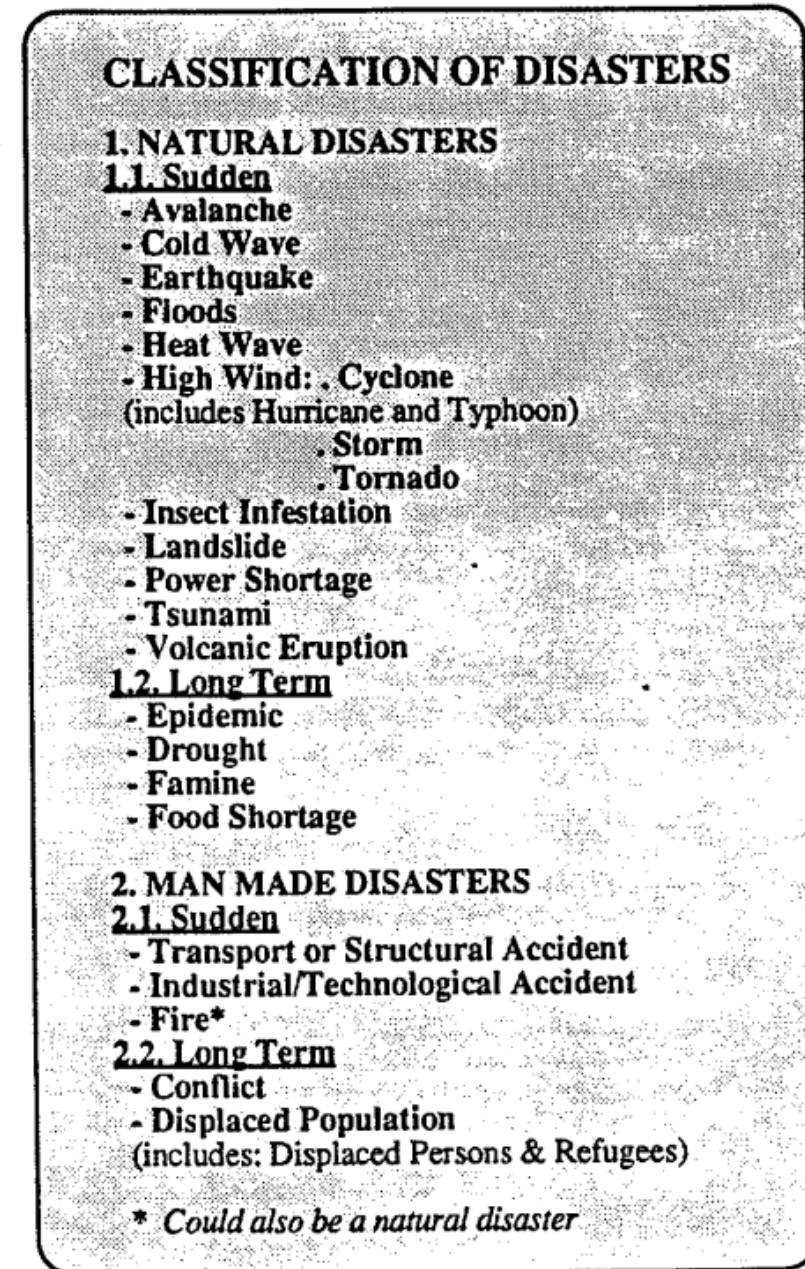 CLASSIFICATION OF DISASTERS
1. NATURAL DISASTERS
1.1. Sudden
- Avalanche
- Cold Wave
- Earthquake
- Floods
- Heat Wave
- High Wind: . Cyclone
(includes Hurricane and Typhoon)
. Storm
. Tornado
- Insect Infestation
- Landslide
- Power Shortage
- Tsunami
- Volcanic Eruption
1.2. Long Term
- Epidemic
- Drought
- Famine
- Food Shortage
2. MAN MADE DISASTERS
2.1. Sudden
- Transport or Structural Accident
- Industrial/Technological Accident
- Fire*
2.2. Long Term
- Conflict
- Displaced Population
(includes: Displaced Persons & Refugees)
* Could also be a natural disaster